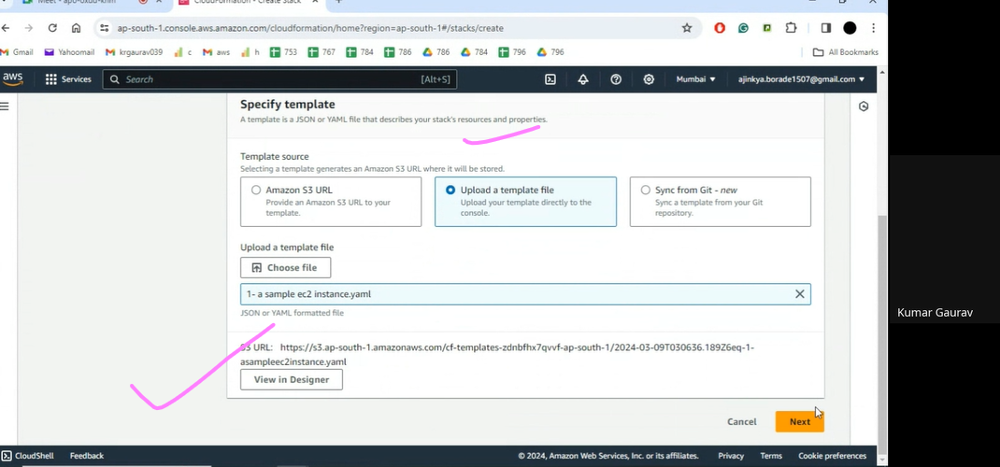 CloudFormation - Create Stack
ap-south-1.console.aws.amazon.com/cloudformation/home?region=ap-south-1#/stacks/create
Gmail Yahoomail krgaurav039 c aws h 753 767 784 786 786 784 796 796 All Bookmarks
aws Services Search [Alt+S] Mumbai ajinkya.borade1507@gmail.com
Specify template
A template is a JSON or YAML file that describes your stack's resources and properties.
Template source
Selecting a template generates an Amazon S3 URL where it will be stored.
Amazon S3 URL
Provide an Amazon S3 URL to your
template.
Upload a template file
Upload your template directly to the
console.
Sync from Git - new
Sync a template from your Git
repository.
Upload a template file
Choose file
1- a sample ec2 instance.yaml
JSON or YAML formatted file
S3 URL: https://s3.ap-south-1.amazonaws.com/cf-templates-zdnbfhx7qvvf-ap-south-1/2024-03-09T030636.189Z6eq-1-
asampleec2instance.yaml
View in Designer
Cancel Next
CloudShell Feedback © 2024, Amazon Web Services, Inc. or its affiliates. Privacy Terms Cookie preferences
Kumar Gaurav